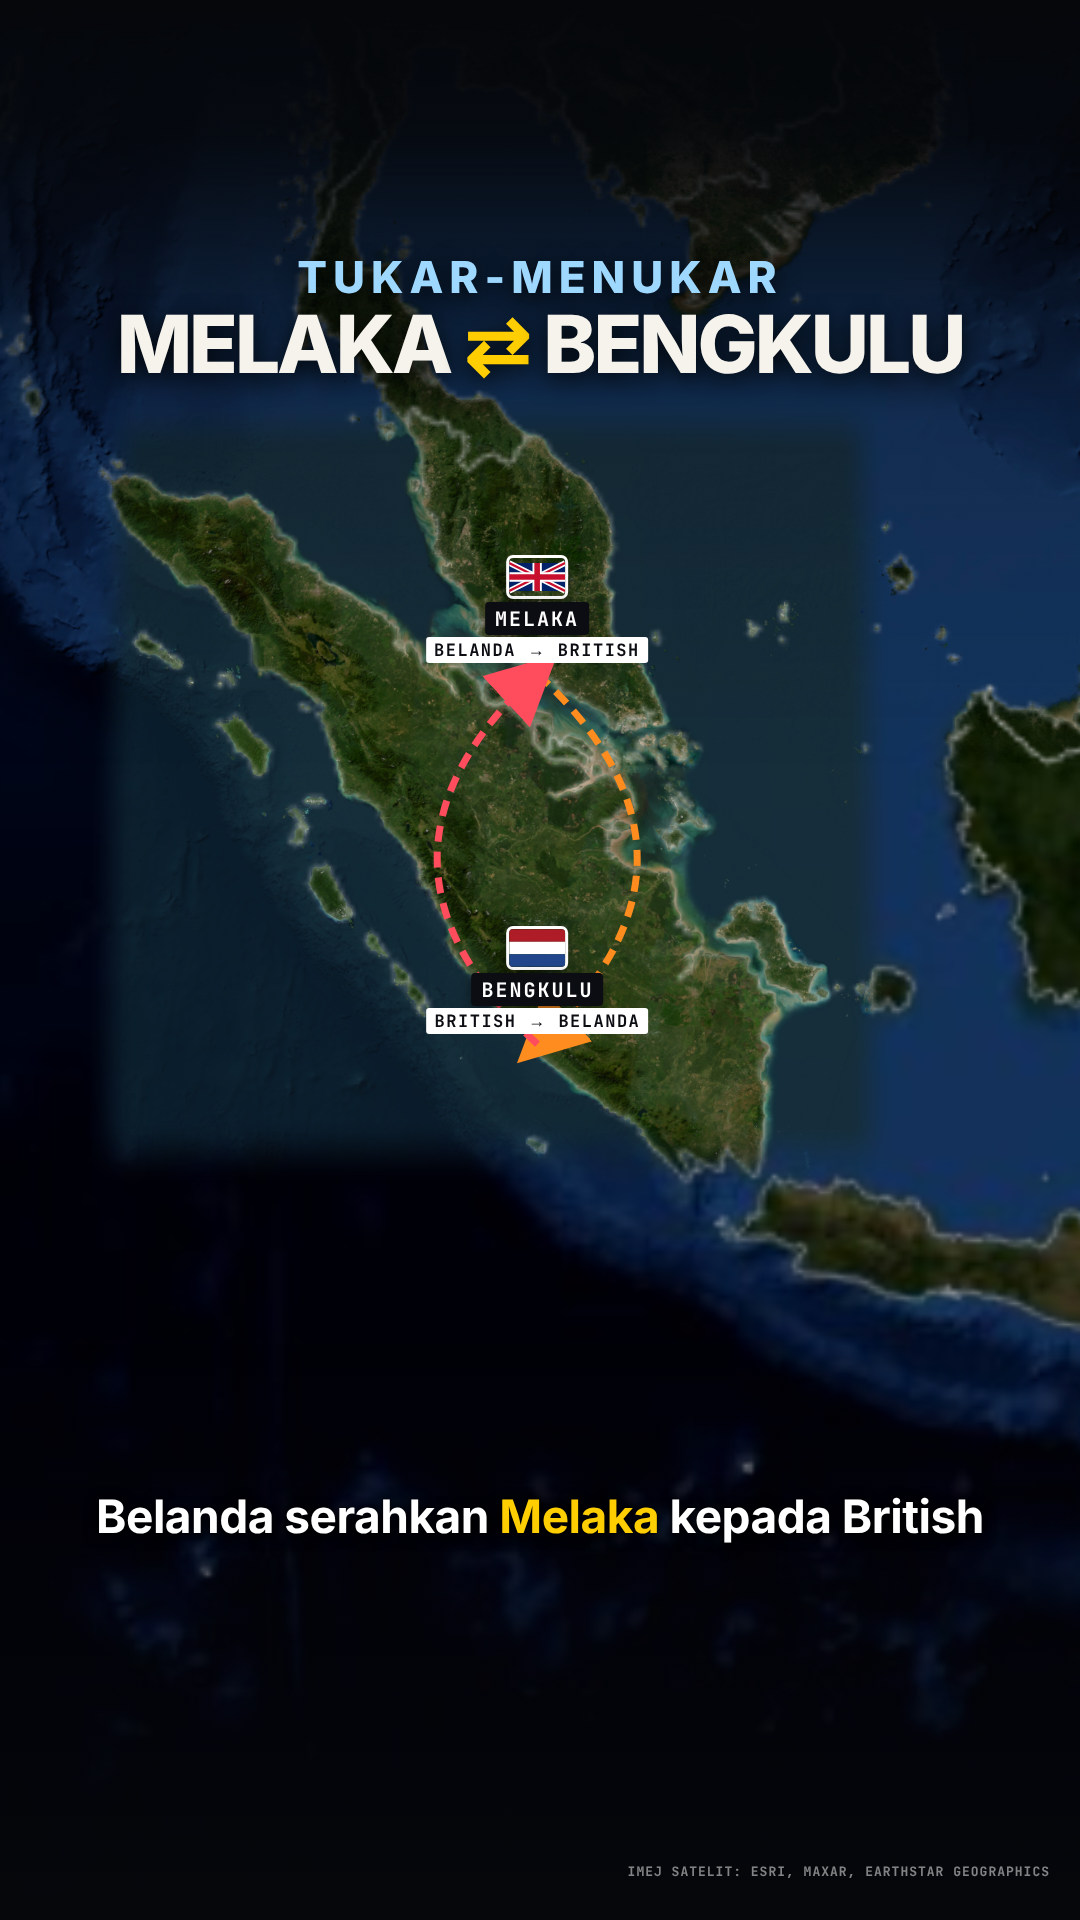 TUKAR-MENUKAR
MELAKA ⇄ BENGKULU
MELAKA
BELANDA → BRITISH
BENGKULU
BRITISH → BELANDA
Belanda serahkan Melaka kepada British
IMEJ SATELIT: ESRI, MAXAR, EARTHSTAR GEOGRAPHICS